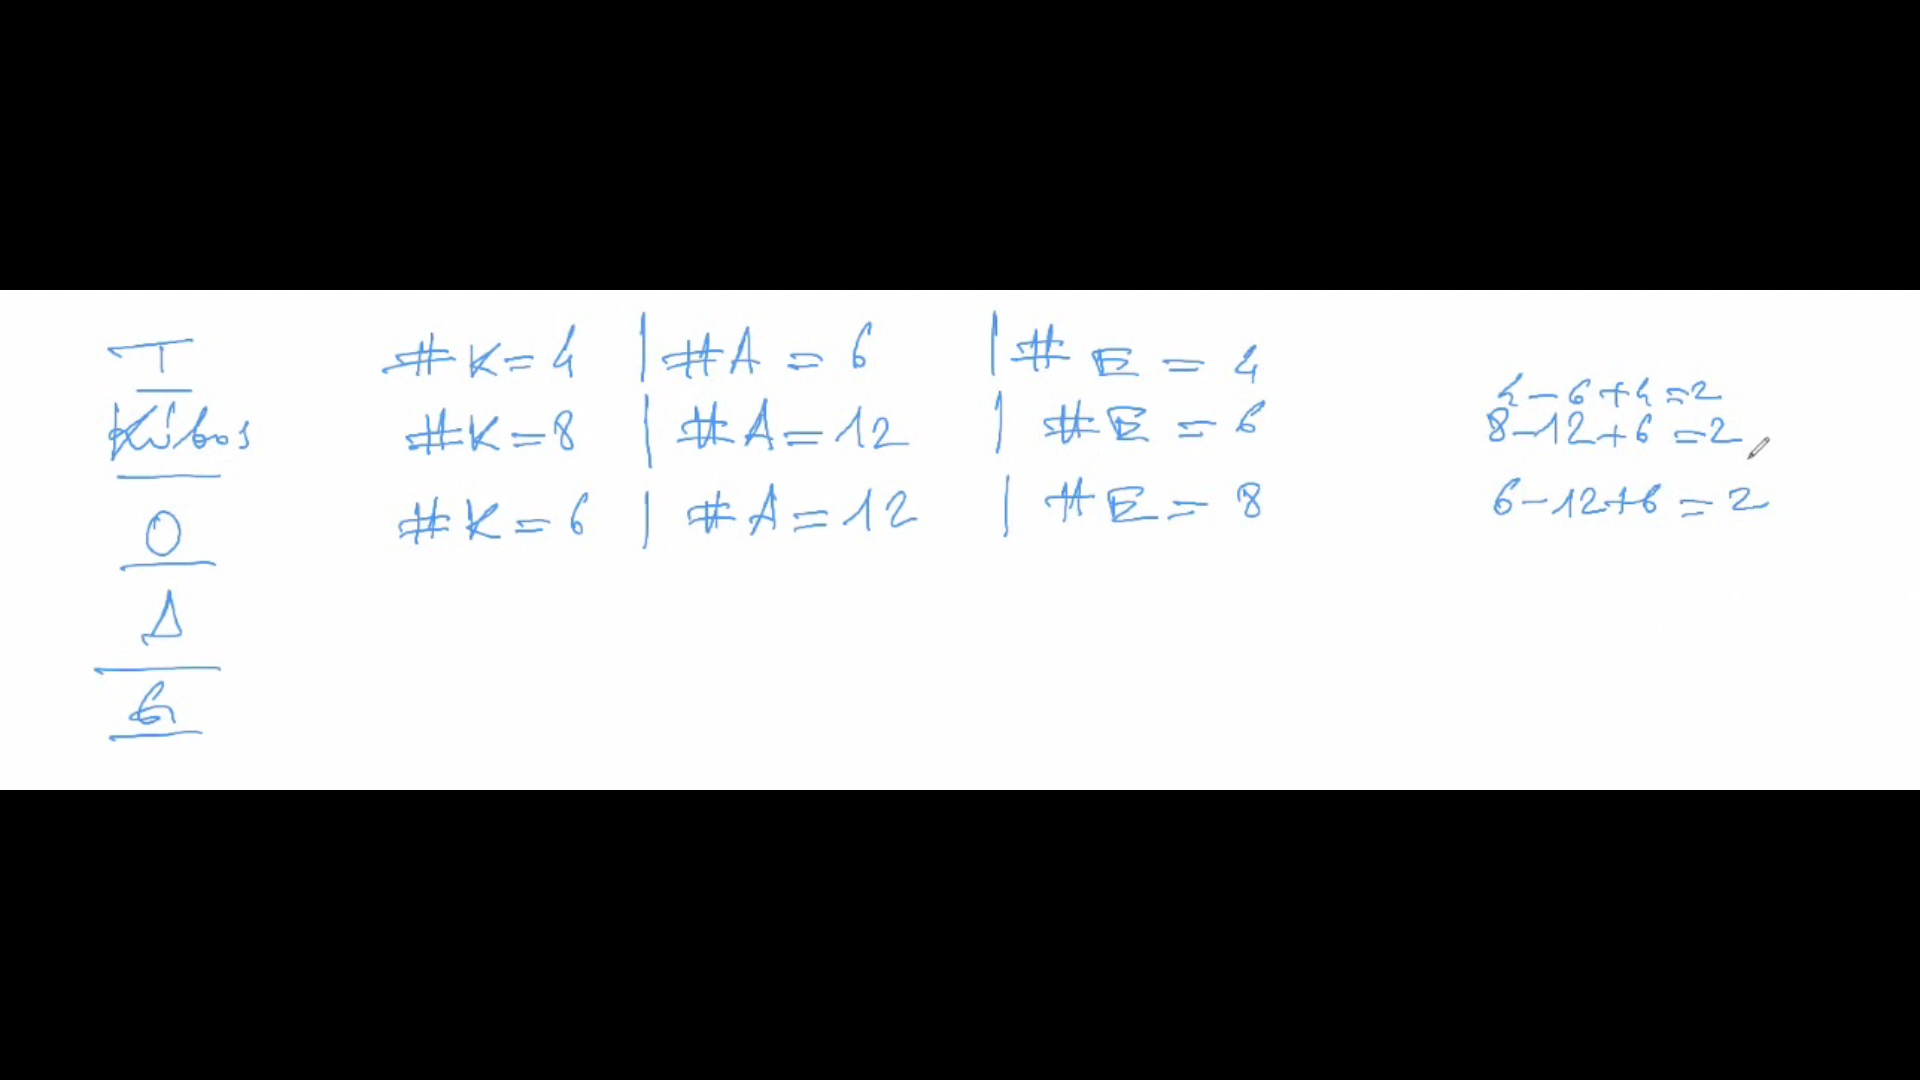 T #K=4 | #A=6 | #E=4 4-6+4=2
Κύβος #K=8 | #A=12 | #E=6 8-12+6=2
O #K=6 | #A=12 | #E=8 6-12+6=2
Δ